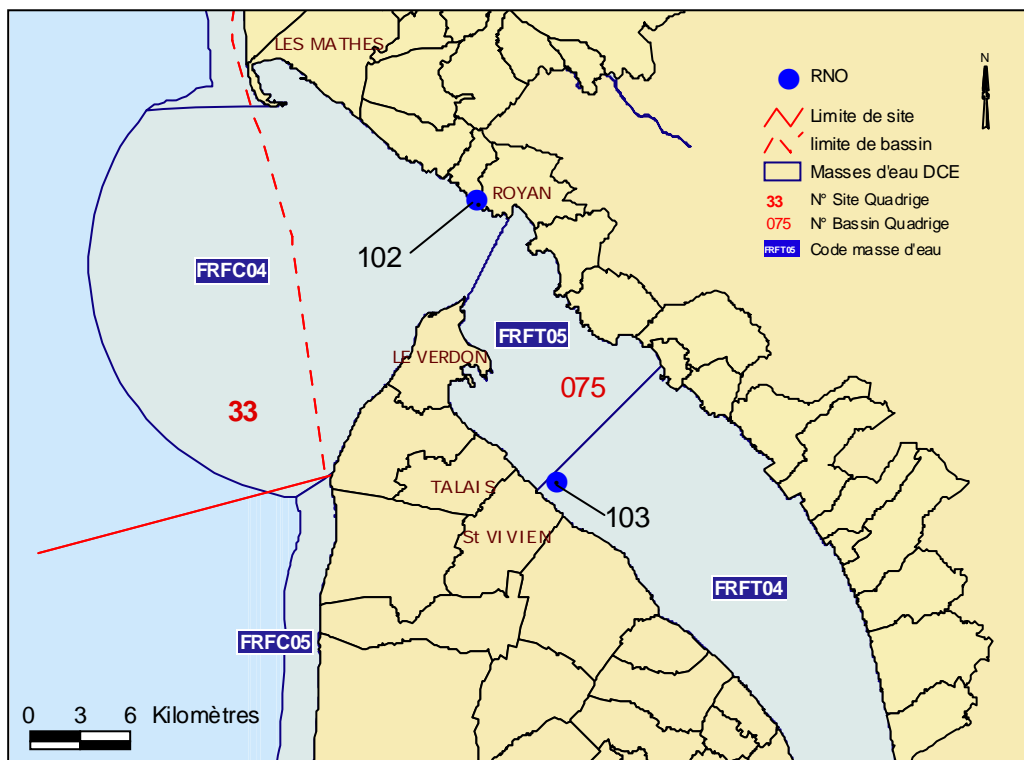 LES MATHES
N
RNO
Limite de site
limite de bassin
Masses d'eau DCE
33 N° Site Quadrige
075 N° Bassin Quadrige
FRFT05 Code masse d'eau
ROYAN
102
FRFC04
FRFT05
LE VERDON
075
33
TALAIS
103
St VIVIEN
FRFT04
FRFC05
0 3 6 Kilomètres